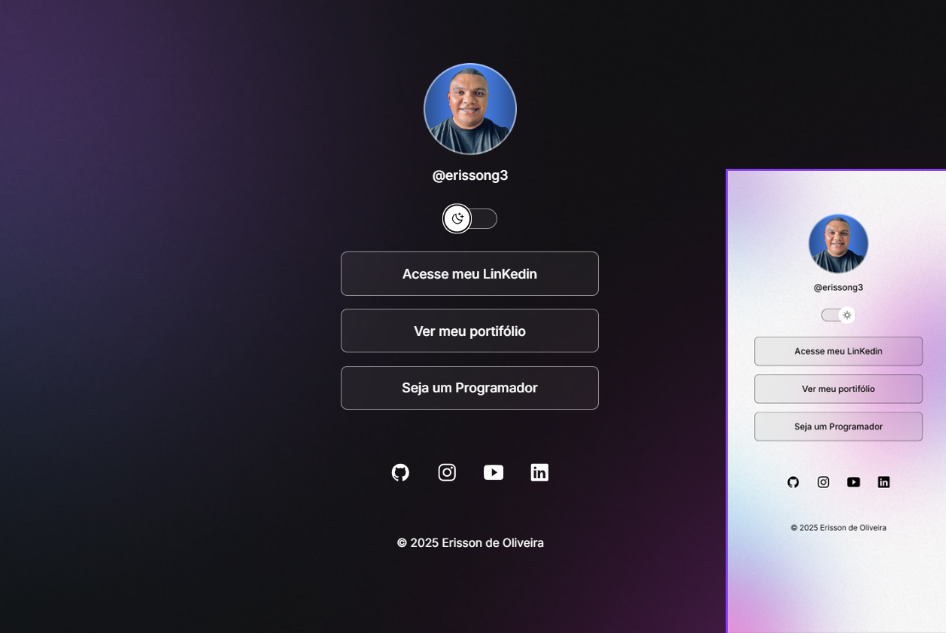 @erissong3
Acesse meu LinKedin
Ver meu portifólio
Seja um Programador
© 2025 Erisson de Oliveira
@erissong3
Acesse meu LinKedin
Ver meu portifólio
Seja um Programador
© 2025 Erisson de Oliveira